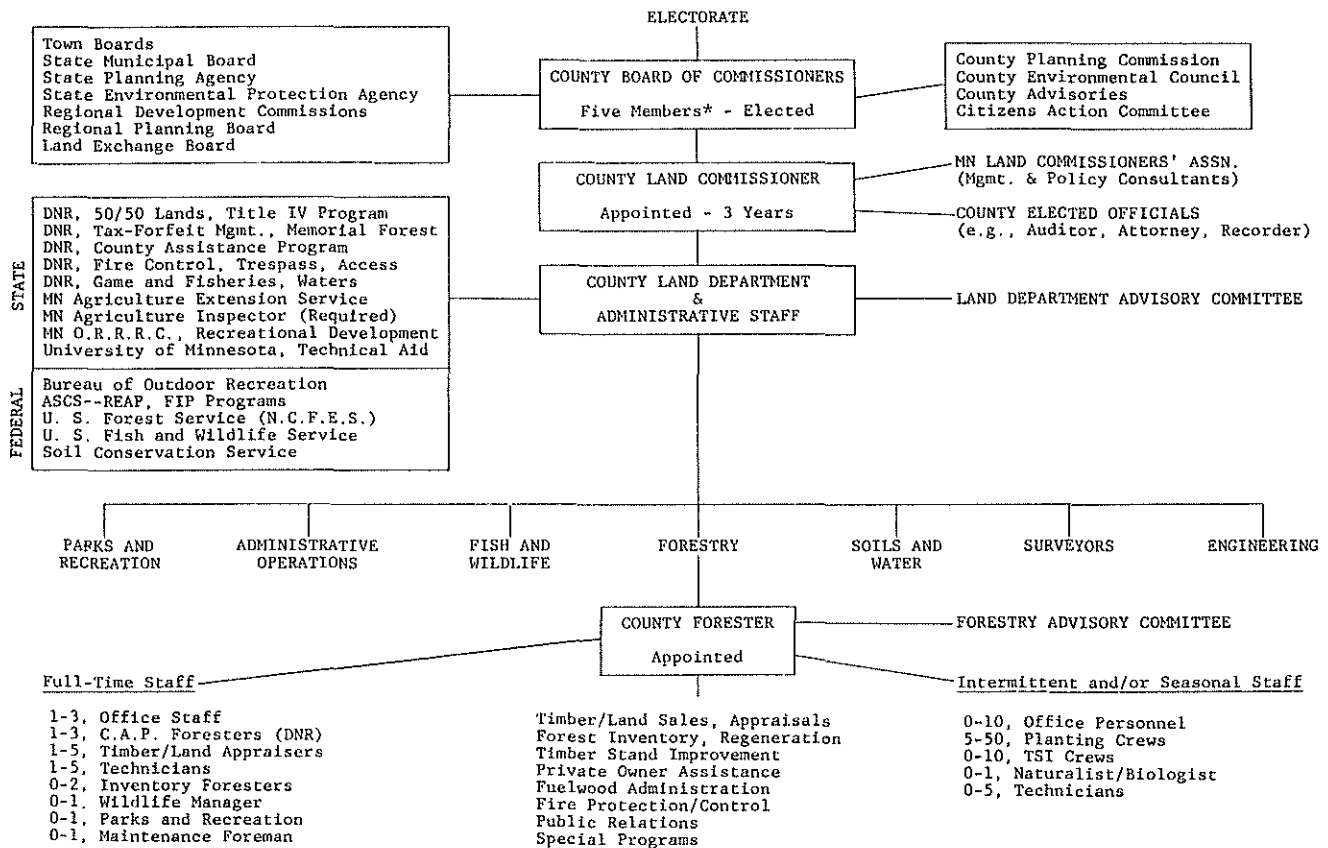 ELECTORATE
Town Boards
State Municipal Board
State Planning Agency
State Environmental Protection Agency
Regional Development Commissions
Regional Planning Board
Land Exchange Board
COUNTY BOARD OF COMMISSIONERS
Five Members* - Elected
County Planning Commission
County Environmental Council
County Advisories
Citizens Action Committee
COUNTY LAND COMMISSIONER
Appointed - 3 Years
MN LAND COMMISSIONERS' ASSN.
(Mgmt. & Policy Consultants)
COUNTY ELECTED OFFICIALS
(e.g., Auditor, Attorney, Recorder)
STATE
DNR, 50/50 Lands, Title IV Program
DNR, Tax-Forfeit Mgmt., Memorial Forest
DNR, County Assistance Program
DNR, Fire Control, Trespass, Access
DNR, Game and Fisheries, Waters
MN Agriculture Extension Service
MN Agriculture Inspector (Required)
MN O.R.R.R.C., Recreational Development
University of Minnesota, Technical Aid
COUNTY LAND DEPARTMENT
&
ADMINISTRATIVE STAFF
LAND DEPARTMENT ADVISORY COMMITTEE
FEDERAL
Bureau of Outdoor Recreation
ASCS--REAP, FIP Programs
U. S. Forest Service (N.C.F.E.S.)
U. S. Fish and Wildlife Service
Soil Conservation Service
PARKS AND
RECREATION
ADMINISTRATIVE
OPERATIONS
FISH AND
WILDLIFE
FORESTRY
SOILS AND
WATER
SURVEYORS
ENGINEERING
COUNTY FORESTER
Appointed
FORESTRY ADVISORY COMMITTEE
Full-Time Staff
1-3, Office Staff
1-3, C.A.P. Foresters (DNR)
1-5, Timber/Land Appraisers
1-5, Technicians
0-2, Inventory Foresters
0-1, Wildlife Manager
0-1, Parks and Recreation
0-1, Maintenance Foreman
Timber/Land Sales, Appraisals
Forest Inventory, Regeneration
Timber Stand Improvement
Private Owner Assistance
Fuelwood Administration
Fire Protection/Control
Public Relations
Special Programs
Intermittent and/or Seasonal Staff
0-10, Office Personnel
5-50, Planting Crews
0-10, TSI Crews
0-1, Naturalist/Biologist
0-5, Technicians